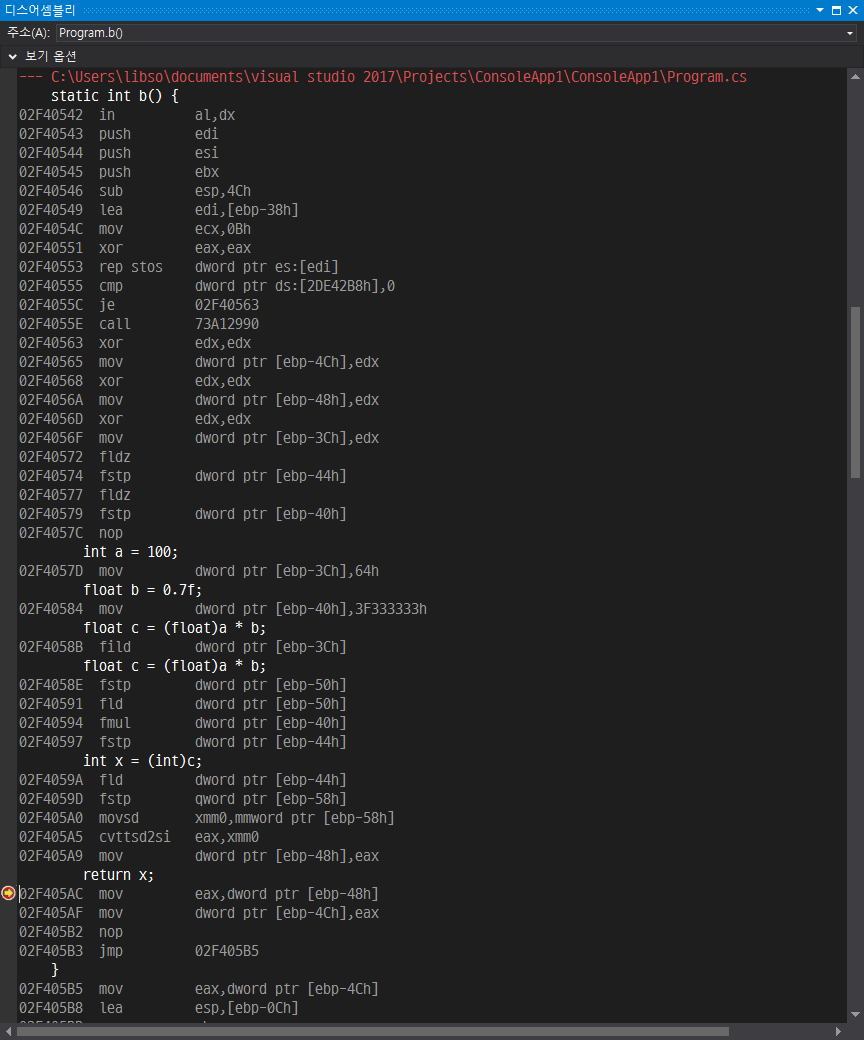 디스어셈블리
주소(A): Program.b()
보기 옵션
--- C:\Users\libso\documents\visual studio 2017\Projects\ConsoleApp1\ConsoleApp1\Program.cs
static int b() {
02F40542 in al,dx
02F40543 push edi
02F40544 push esi
02F40545 push ebx
02F40546 sub esp,4Ch
02F40549 lea edi,[ebp-38h]
02F4054C mov ecx,0Bh
02F40551 xor eax,eax
02F40553 rep stos dword ptr es:[edi]
02F40555 cmp dword ptr ds:[2DE42B8h],0
02F4055C je 02F40563
02F4055E call 73A12990
02F40563 xor edx,edx
02F40565 mov dword ptr [ebp-4Ch],edx
02F40568 xor edx,edx
02F4056A mov dword ptr [ebp-48h],edx
02F4056D xor edx,edx
02F4056F mov dword ptr [ebp-3Ch],edx
02F40572 fldz
02F40574 fstp dword ptr [ebp-44h]
02F40577 fldz
02F40579 fstp dword ptr [ebp-40h]
02F4057C nop
int a = 100;
02F4057D mov dword ptr [ebp-3Ch],64h
float b = 0.7f;
02F40584 mov dword ptr [ebp-40h],3F333333h
float c = (float)a * b;
02F4058B fild dword ptr [ebp-3Ch]
float c = (float)a * b;
02F4058E fstp dword ptr [ebp-50h]
02F40591 fld dword ptr [ebp-50h]
02F40594 fmul dword ptr [ebp-40h]
02F40597 fstp dword ptr [ebp-44h]
int x = (int)c;
02F4059A fld dword ptr [ebp-44h]
02F4059D fstp qword ptr [ebp-58h]
02F405A0 movsd xmm0,mmword ptr [ebp-58h]
02F405A5 cvttsd2si eax,xmm0
02F405A9 mov dword ptr [ebp-48h],eax
return x;
02F405AC mov eax,dword ptr [ebp-48h]
02F405AF mov dword ptr [ebp-4Ch],eax
02F405B2 nop
02F405B3 jmp 02F405B5
}
02F405B5 mov eax,dword ptr [ebp-4Ch]
02F405B8 lea esp,[ebp-0Ch]